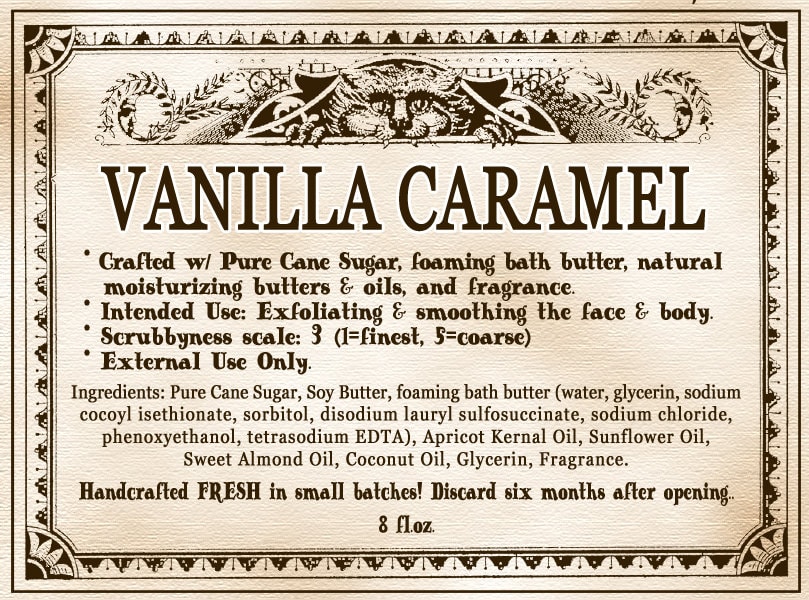 VANILLA CARAMEL
• Crafted w/ Pure Cane Sugar, foaming bath butter, natural
moisturizing butters & oils, and fragrance.
• Intended Use: Exfoliating & smoothing the face & body.
• Scrubbyness scale: 3 (1=finest, 5=coarse)
• External Use Only.
Ingredients: Pure Cane Sugar, Soy Butter, foaming bath butter (water, glycerin, sodium
cocoyl isethionate, sorbitol, disodium lauryl sulfosuccinate, sodium chloride,
phenoxyethanol, tetrasodium EDTA), Apricot Kernal Oil, Sunflower Oil,
Sweet Almond Oil, Coconut Oil, Glycerin, Fragrance.
Handcrafted FRESH in small batches! Discard six months after opening..
8 fl.oz.